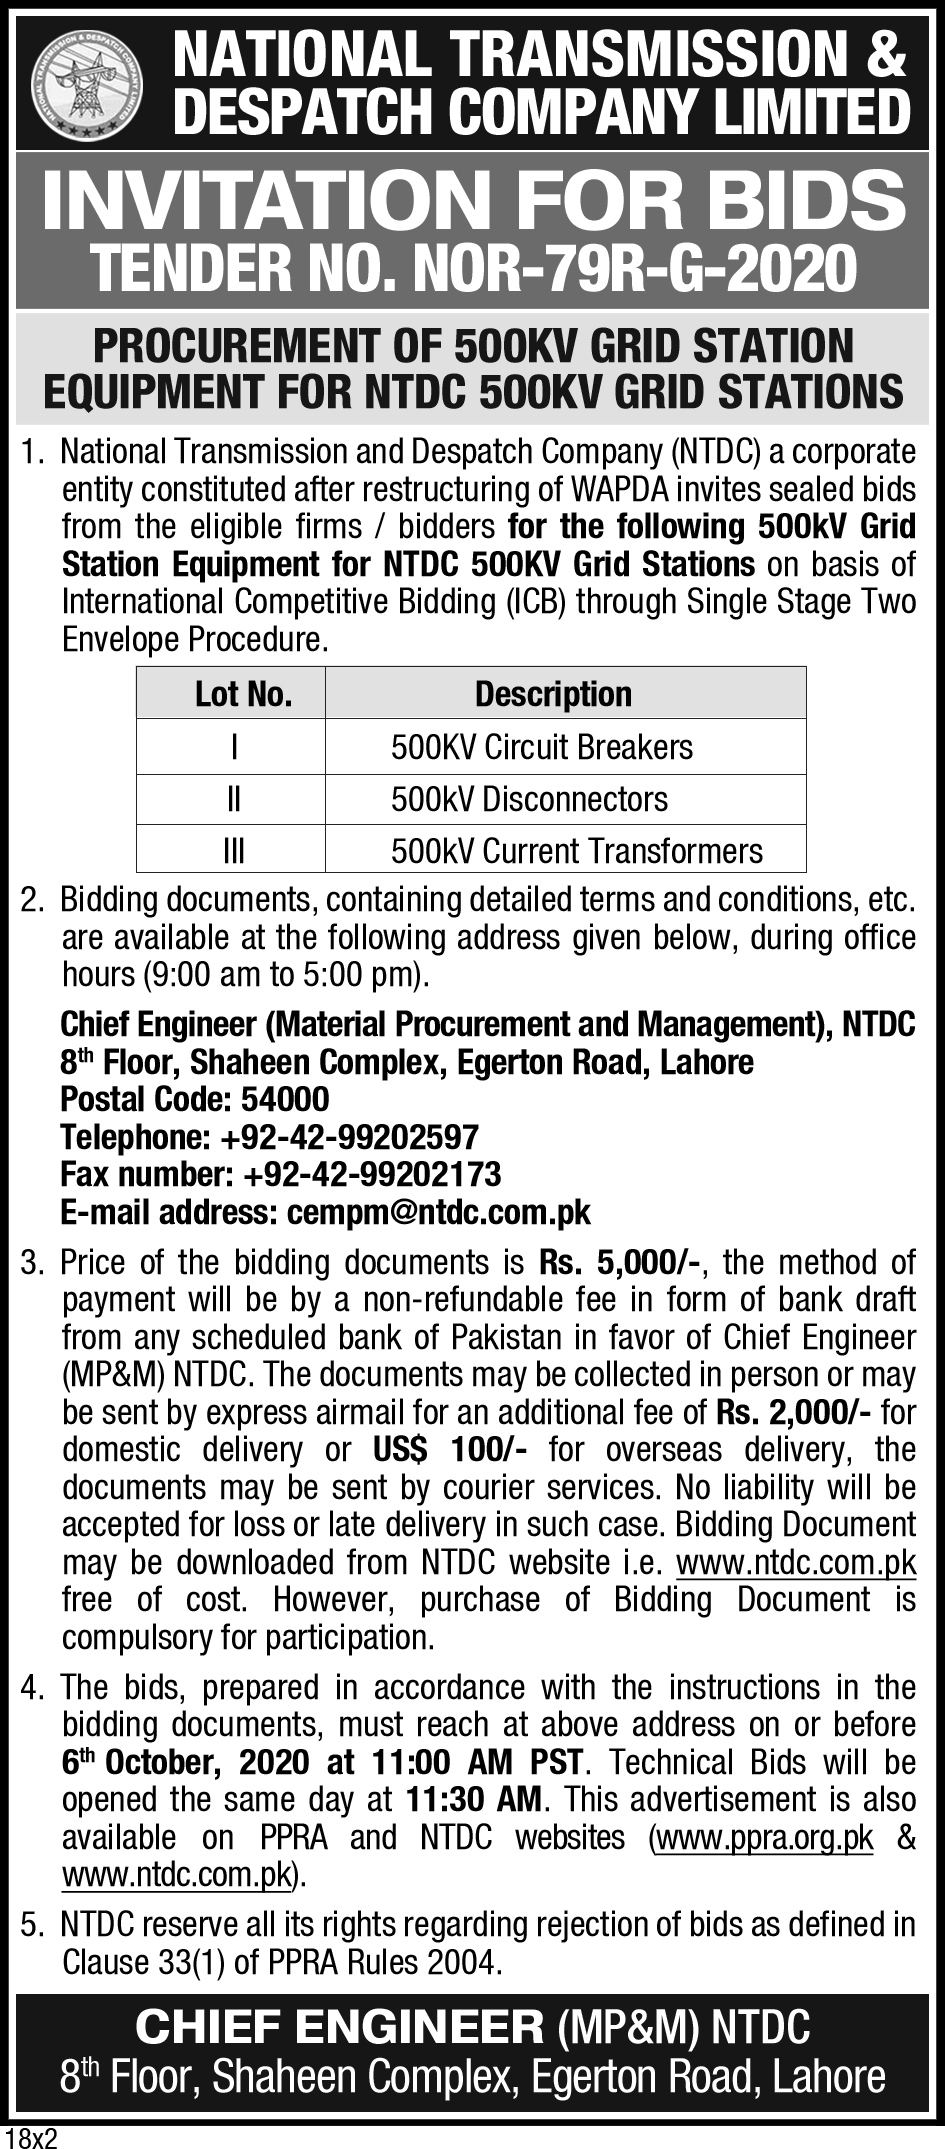 NATIONAL TRANSMISSION & DESPATCH COMPANY LIMITED
NATIONAL TRANSMISSION &
DESPATCH COMPANY LIMITED
INVITATION FOR BIDS
TENDER NO. NOR-79R-G-2020
PROCUREMENT OF 500KV GRID STATION
EQUIPMENT FOR NTDC 500KV GRID STATIONS
1. National Transmission and Despatch Company (NTDC) a corporate
entity constituted after restructuring of WAPDA invites sealed bids
from the eligible firms / bidders for the following 500kV Grid
Station Equipment for NTDC 500KV Grid Stations on basis of
International Competitive Bidding (ICB) through Single Stage Two
Envelope Procedure.
Lot No. Description
I 500KV Circuit Breakers
II 500kV Disconnectors
III 500kV Current Transformers
2. Bidding documents, containing detailed terms and conditions, etc.
are available at the following address given below, during office
hours (9:00 am to 5:00 pm).
Chief Engineer (Material Procurement and Management), NTDC
8th Floor, Shaheen Complex, Egerton Road, Lahore
Postal Code: 54000
Telephone: +92-42-99202597
Fax number: +92-42-99202173
E-mail address: cempm@ntdc.com.pk
3. Price of the bidding documents is Rs. 5,000/-, the method of
payment will be by a non-refundable fee in form of bank draft
from any scheduled bank of Pakistan in favor of Chief Engineer
(MP&M) NTDC. The documents may be collected in person or may
be sent by express airmail for an additional fee of Rs. 2,000/- for
domestic delivery or US$ 100/- for overseas delivery, the
documents may be sent by courier services. No liability will be
accepted for loss or late delivery in such case. Bidding Document
may be downloaded from NTDC website i.e. www.ntdc.com.pk
free of cost. However, purchase of Bidding Document is
compulsory for participation.
4. The bids, prepared in accordance with the instructions in the
bidding documents, must reach at above address on or before
6th October, 2020 at 11:00 AM PST. Technical Bids will be
opened the same day at 11:30 AM. This advertisement is also
available on PPRA and NTDC websites (www.ppra.org.pk &
www.ntdc.com.pk).
5. NTDC reserve all its rights regarding rejection of bids as defined in
Clause 33(1) of PPRA Rules 2004.
CHIEF ENGINEER (MP&M) NTDC
8th Floor, Shaheen Complex, Egerton Road, Lahore
18x2